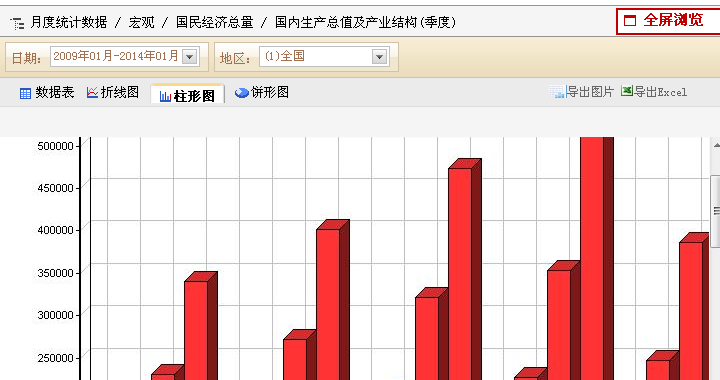 月度统计数据 / 宏观 / 国民经济总量 / 国内生产总值及产业结构(季度)
全屏浏览
日期: 2009年01月-2014年01月 地区: (1)全国
数据表 折线图 柱形图 饼形图 导出图片 导出Excel
500000
450000
400000
350000
300000
250000